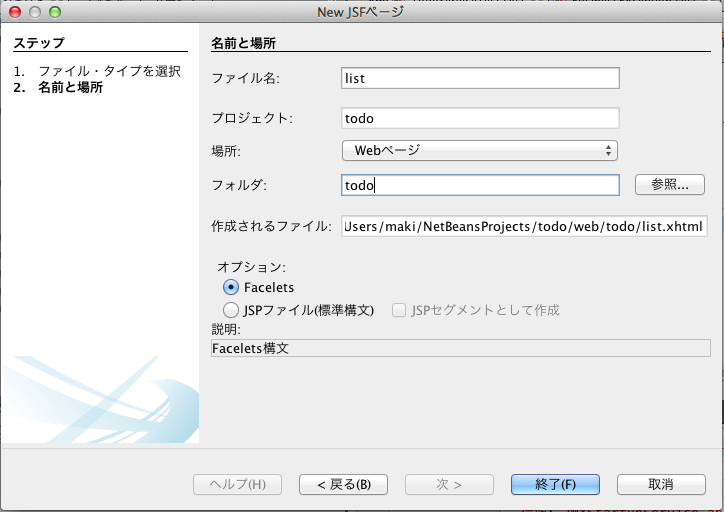 New JSFページ
ステップ
1. ファイル・タイプを選択
2. 名前と場所
名前と場所
ファイル名: list
プロジェクト: todo
場所: Webページ
フォルダ: todo 参照...
作成されるファイル: Users/maki/NetBeansProjects/todo/web/todo/list.xhtml
オプション:
Facelets
JSPファイル(標準構文) JSPセグメントとして作成
説明:
Facelets構文
ヘルプ(H) < 戻る(B) 次 > 終了(F) 取消